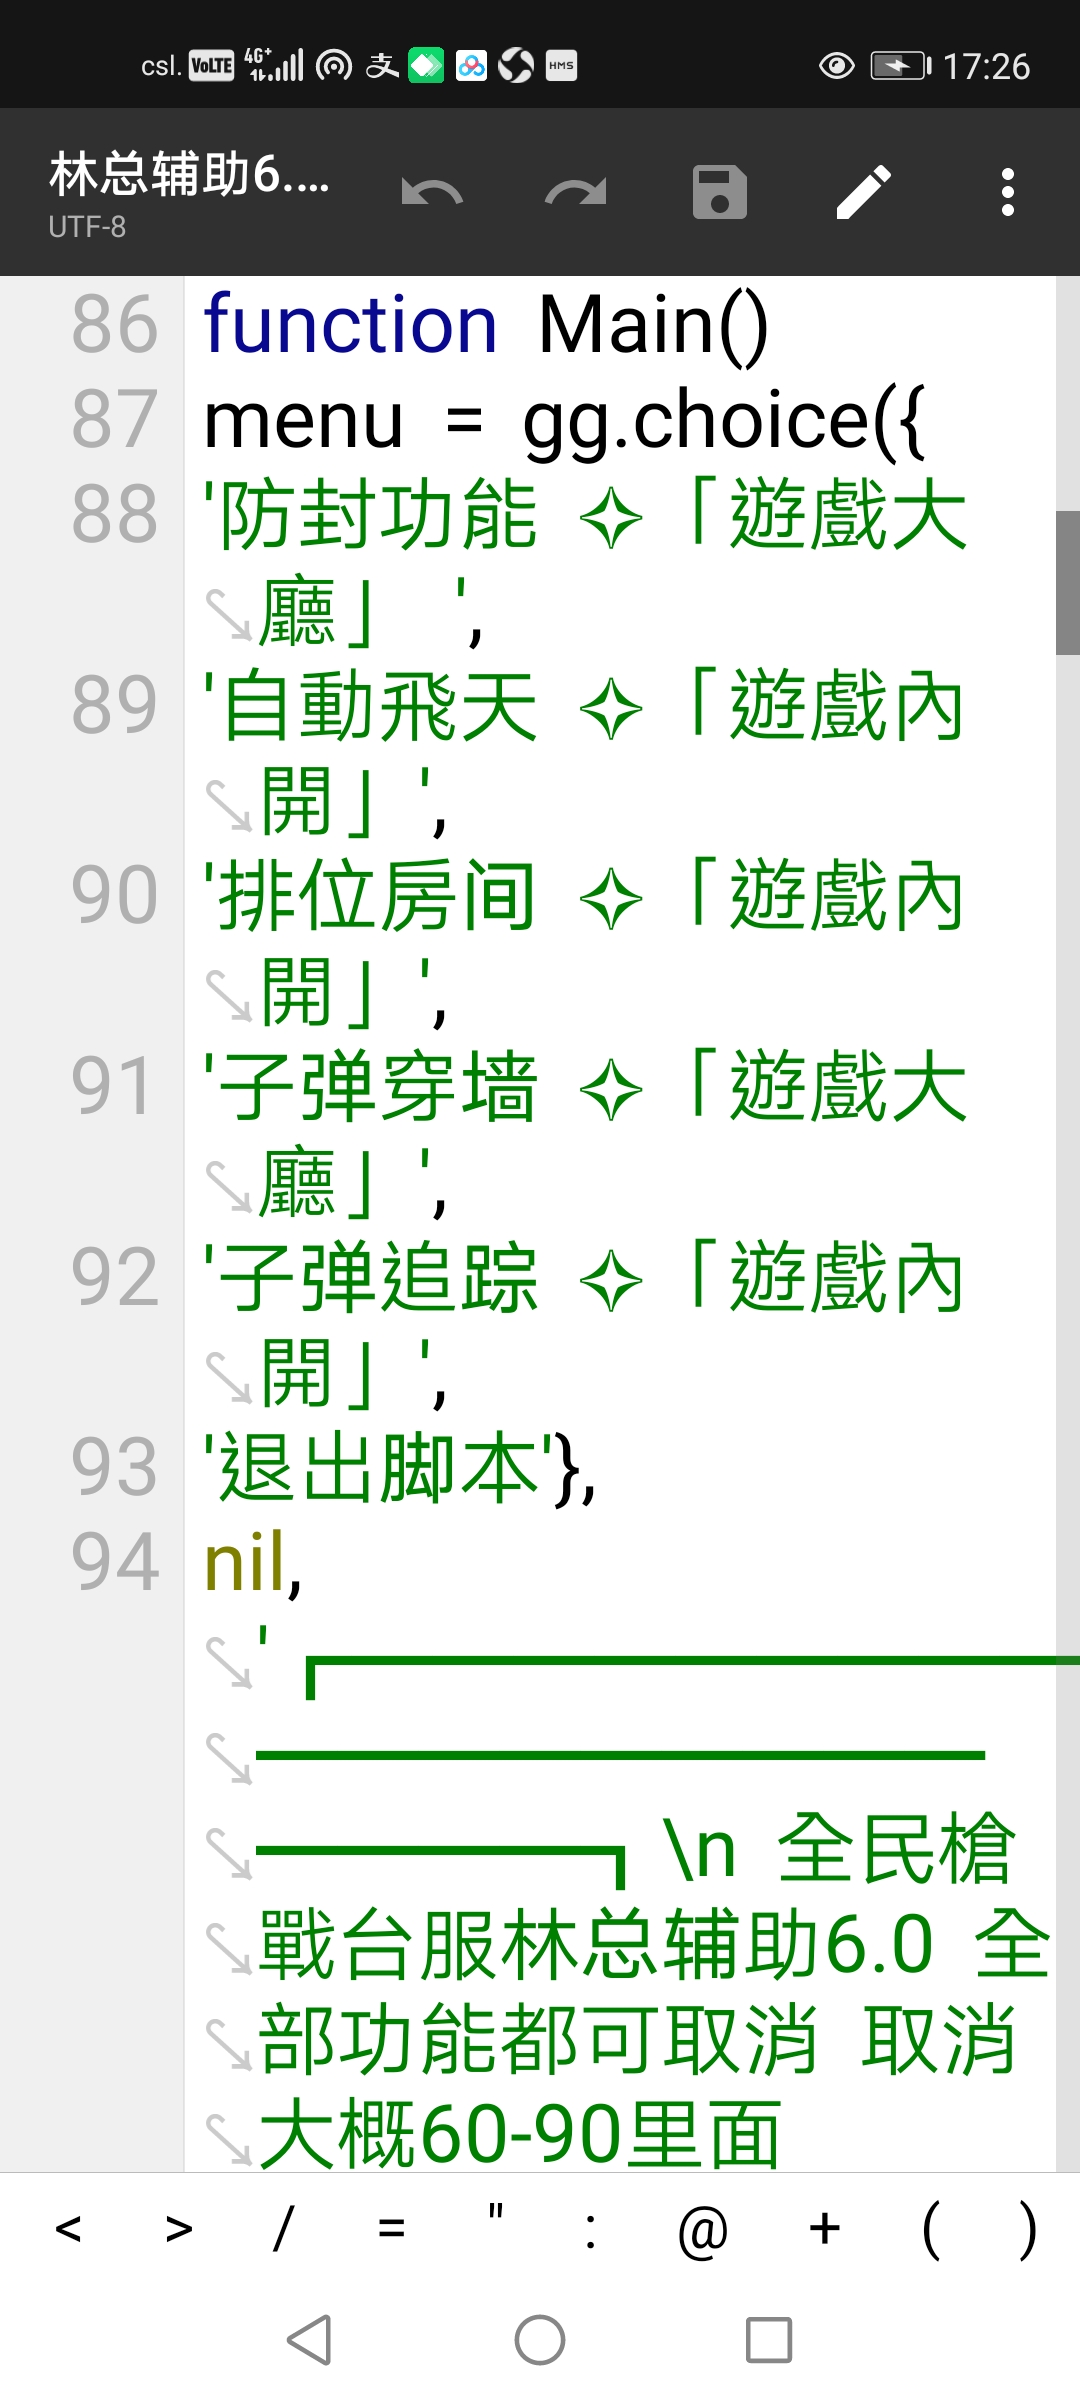 csl. VoLTE 4G+ 支 HMS 17:26
林总辅助6....
UTF-8
86 function Main()
87 menu = gg.choice({
88 '防封功能 ✧「遊戲大
廳」 ',
89 '自動飛天 ✧「遊戲內
開」',
90 '排位房间 ✧「遊戲內
開」',
91 '子弹穿墙 ✧「遊戲大
廳」',
92 '子弹追踪 ✧「遊戲內
開」',
93 '退出脚本'},
94 nil,
' ┏━━━━━━━━━━
━━━━━━━━━━
━━━━━┓ \n 全民槍
戰台服林总辅助6.0 全
部功能都可取消 取消
大概60-90里面
< > / = " : @ + ( )